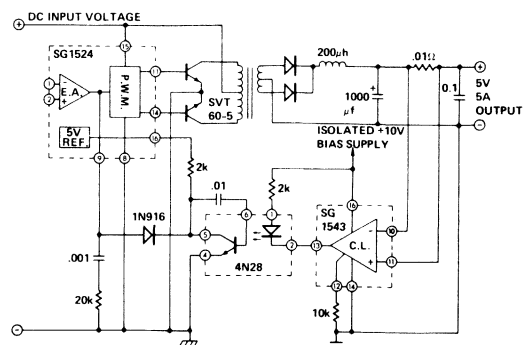 DC INPUT VOLTAGE
+
SG1524
15
1
2
-
+
E.A.
P.W.M.
11
14
SVT
60-5
5V
REF.
16
9
8
200μh
.01Ω
+
1000
μf
0.1
+
5V
5A
OUTPUT
-
ISOLATED +10V
BIAS SUPPLY
2k
2k
.01
6
1
16
SG
1543
1N916
5
4
2
13
C.L.
-
+
10
11
4N28
.001
20k
12
14
10k
-